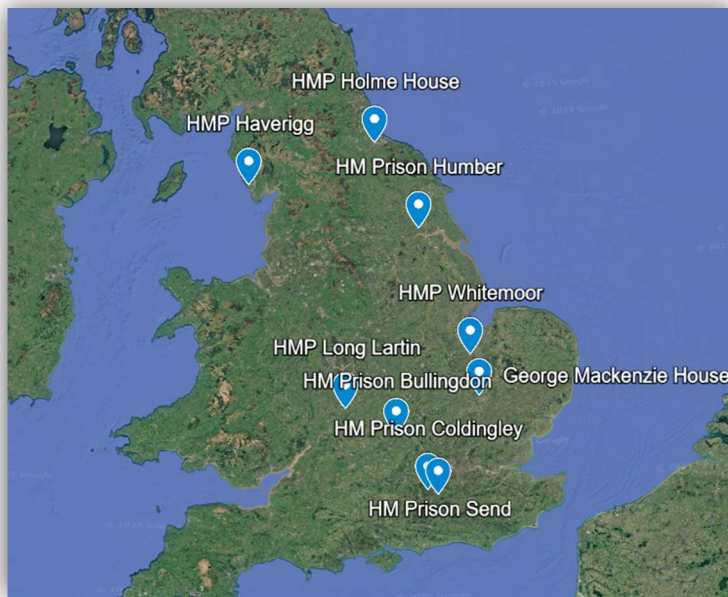 HMP Holme House
HMP Haverigg
HM Prison Humber
HMP Whitemoor
HMP Long Lartin
HM Prison Bullingdon
George Mackenzie House
HM Prison Coldingley
HM Prison Send